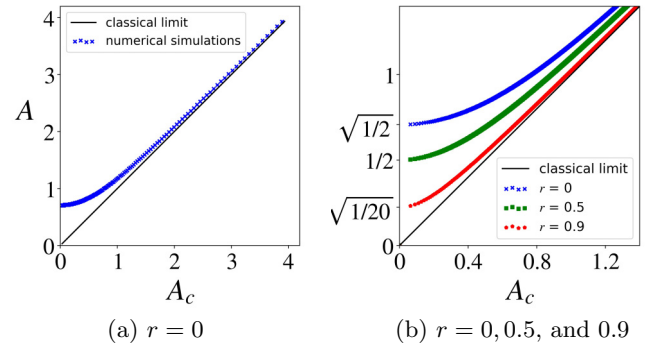 4
3
A 2
1
0
0 1 2 3 4
A_c
classical limit
numerical simulations
(a) r = 0
1
√1/2
1/2
√1/20
0
0.4 0.8 1.2
A_c
classical limit
r = 0
r = 0.5
r = 0.9
(b) r = 0, 0.5, and 0.9